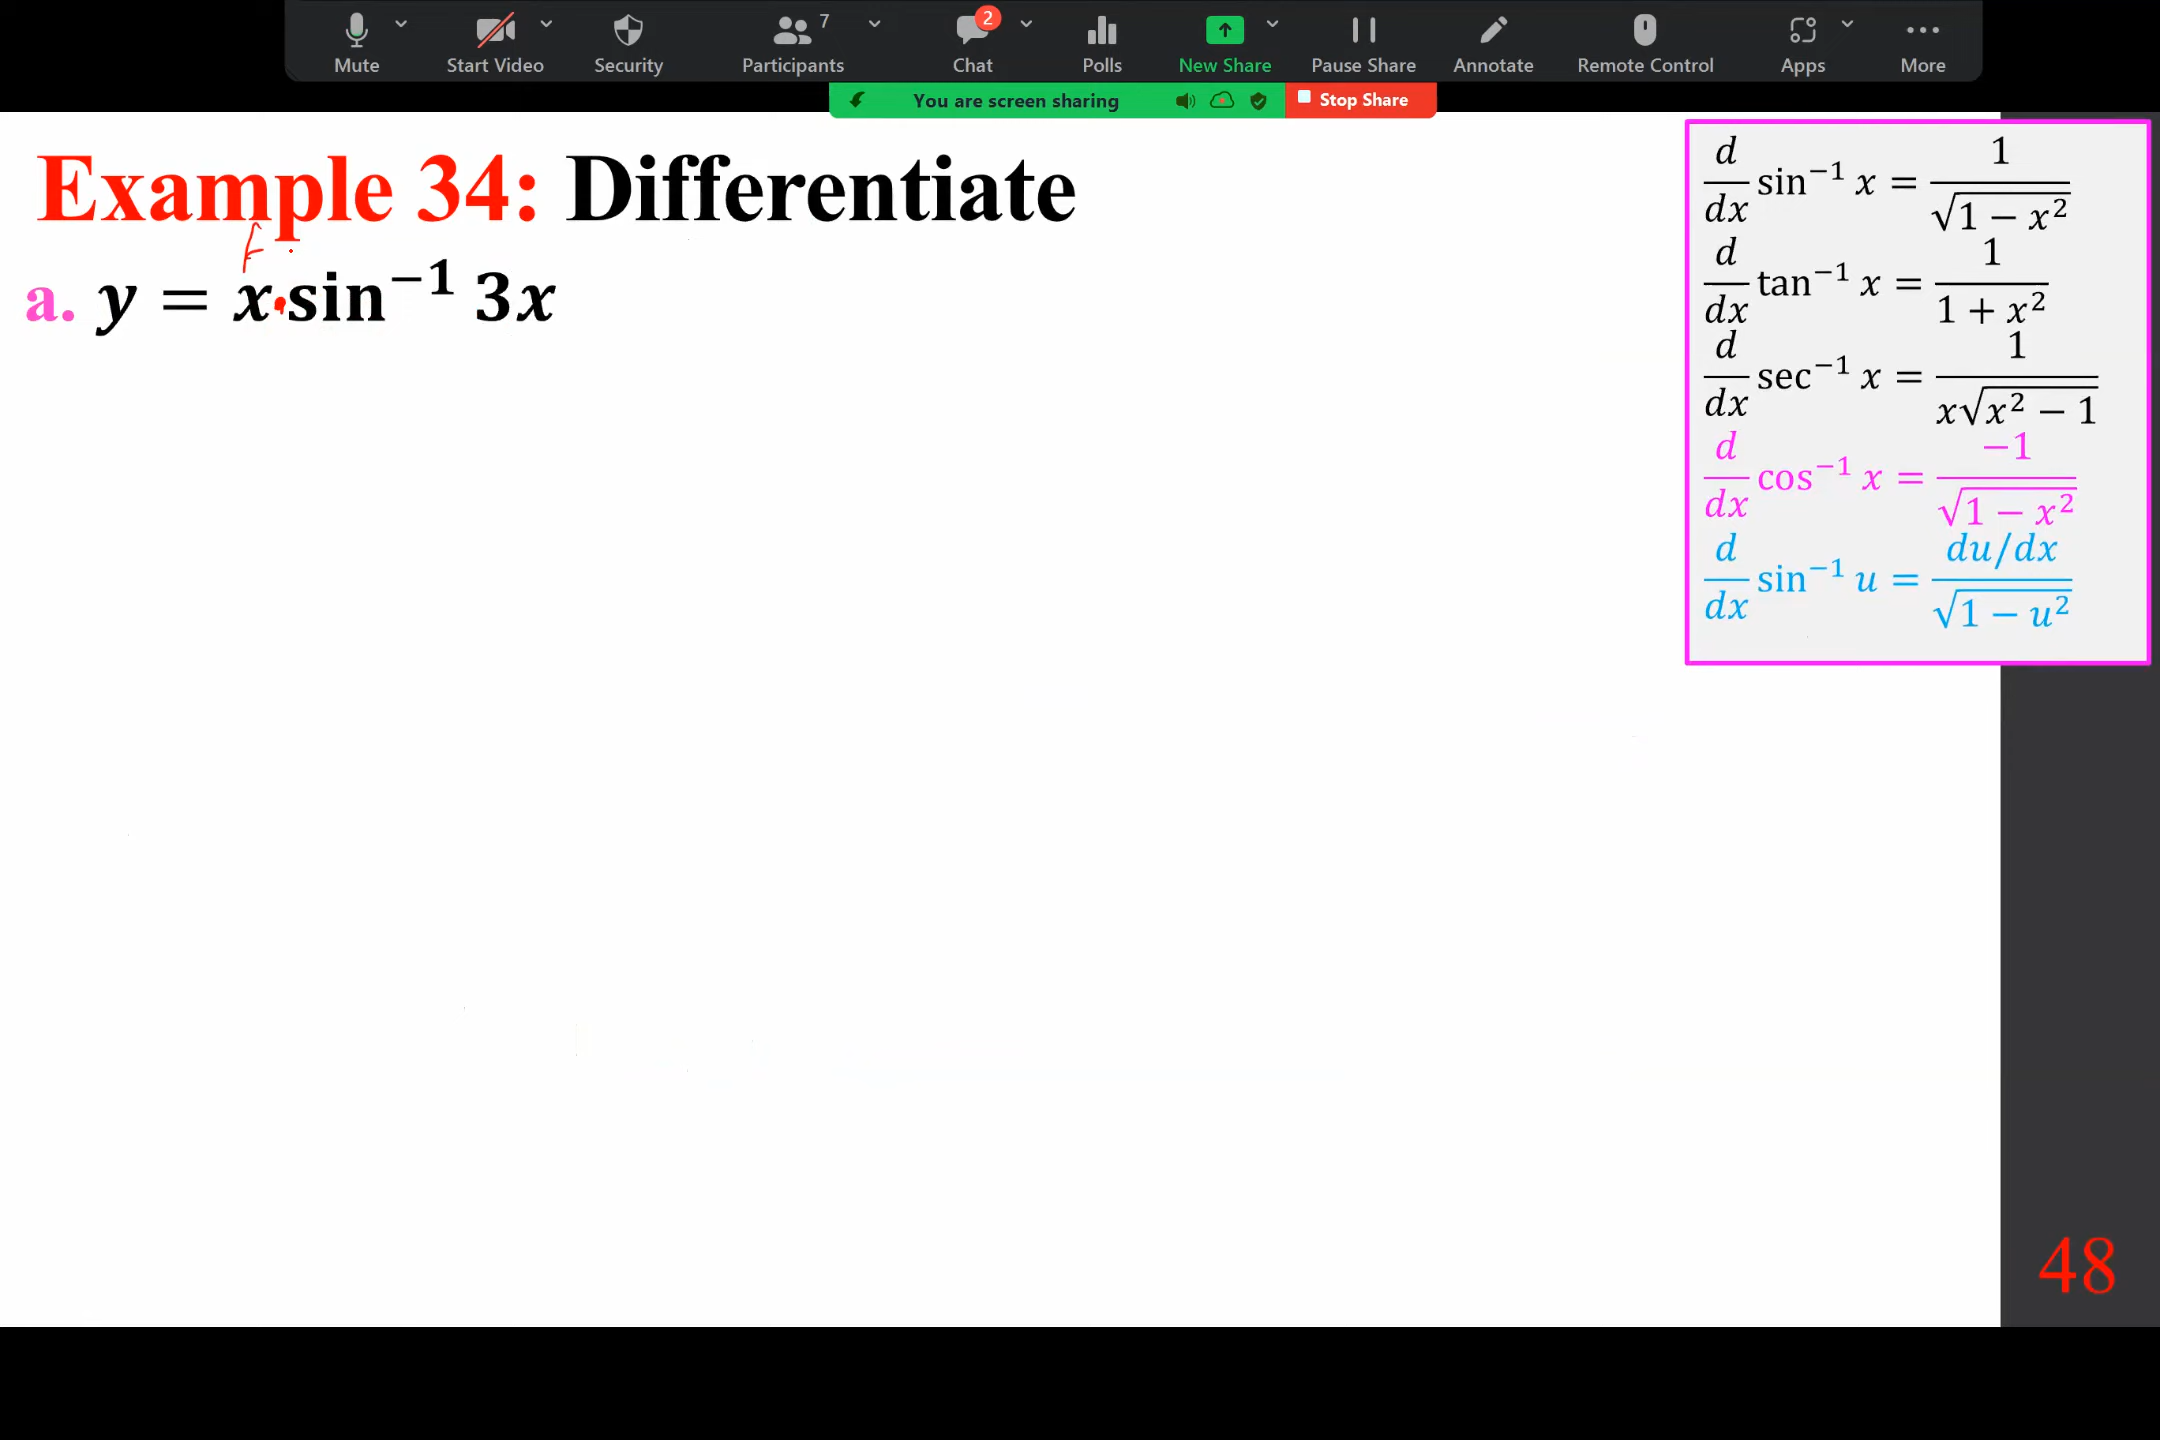 Mute
Start Video
Security
Participants 7
Chat 2
Polls
New Share
Pause Share
Annotate
Remote Control
Apps
More
You are screen sharing
Stop Share
Example 34: Differentiate
F
a. y = x·sin⁻¹ 3x
d/dx sin⁻¹ x = 1/√(1 − x²)
d/dx tan⁻¹ x = 1/(1 + x²)
d/dx sec⁻¹ x = 1/(x√(x² − 1))
d/dx cos⁻¹ x = −1/√(1 − x²)
d/dx sin⁻¹ u = (du/dx)/√(1 − u²)
48